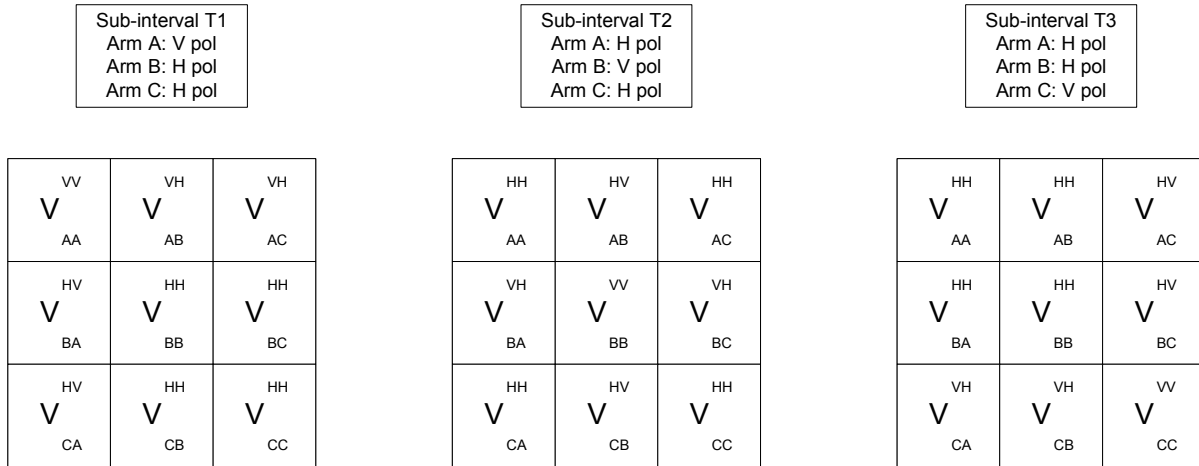 Sub-interval T1
Arm A: V pol
Arm B: H pol
Arm C: H pol
Sub-interval T2
Arm A: H pol
Arm B: V pol
Arm C: H pol
Sub-interval T3
Arm A: H pol
Arm B: H pol
Arm C: V pol
VV VH VH
V V V
AA AB AC
HV HH HH
V V V
BA BB BC
HV HH HH
V V V
CA CB CC
HH HV HH
V V V
AA AB AC
VH VV VH
V V V
BA BB BC
HH HV HH
V V V
CA CB CC
HH HH HV
V V V
AA AB AC
HH HH HV
V V V
BA BB BC
VH VH VV
V V V
CA CB CC